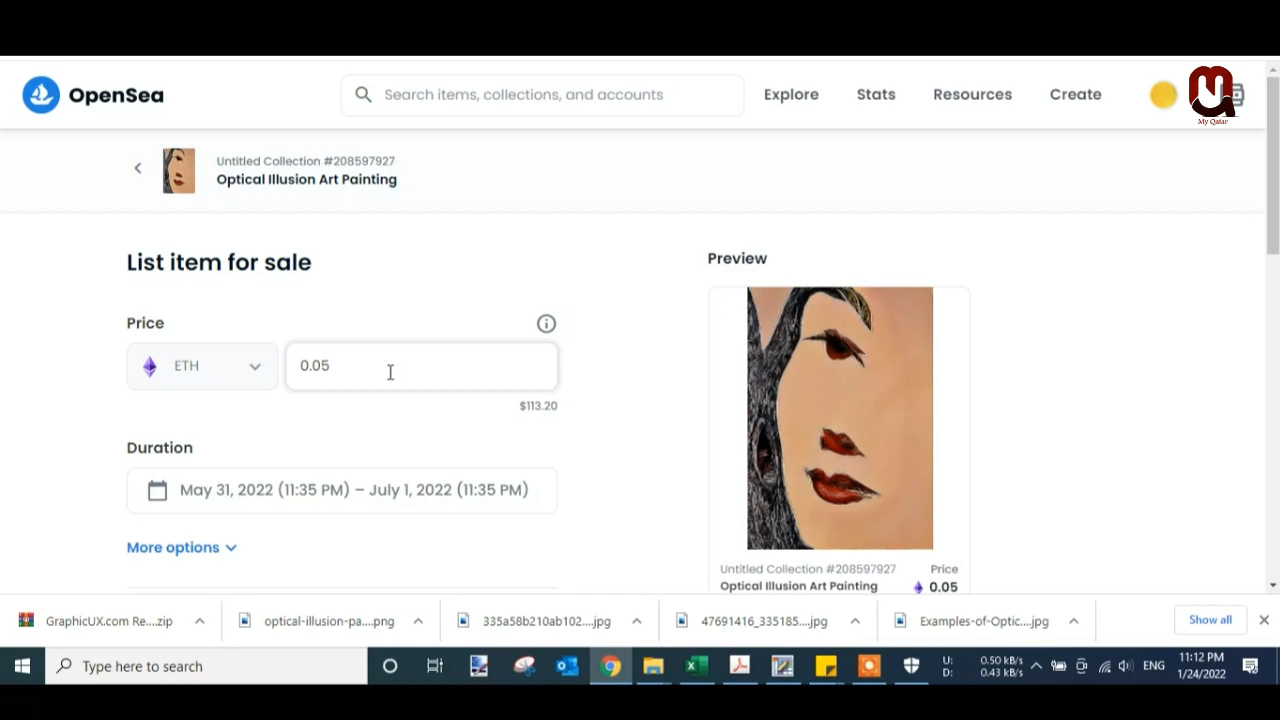 OpenSea
Search items, collections, and accounts
Explore
Stats
Resources
Create
My Qatar
Untitled Collection #208597927
Optical Illusion Art Painting
List item for sale
Preview
Price
ETH
0.05
$113.20
Duration
May 31, 2022 (11:35 PM) – July 1, 2022 (11:35 PM)
More options
Untitled Collection #208597927
Price
Optical Illusion Art Painting
0.05
GraphicUX.com Re....zip
optical-illusion-pa....png
335a58b210ab102....jpg
47691416_335185....jpg
Examples-of-Optic....jpg
Show all
Type here to search
U: 0.50 kB/s
D: 0.43 kB/s
ENG
11:12 PM
1/24/2022